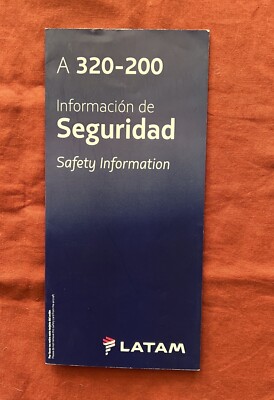 A 320-200
Información de
Seguridad
Safety Information
LATAM